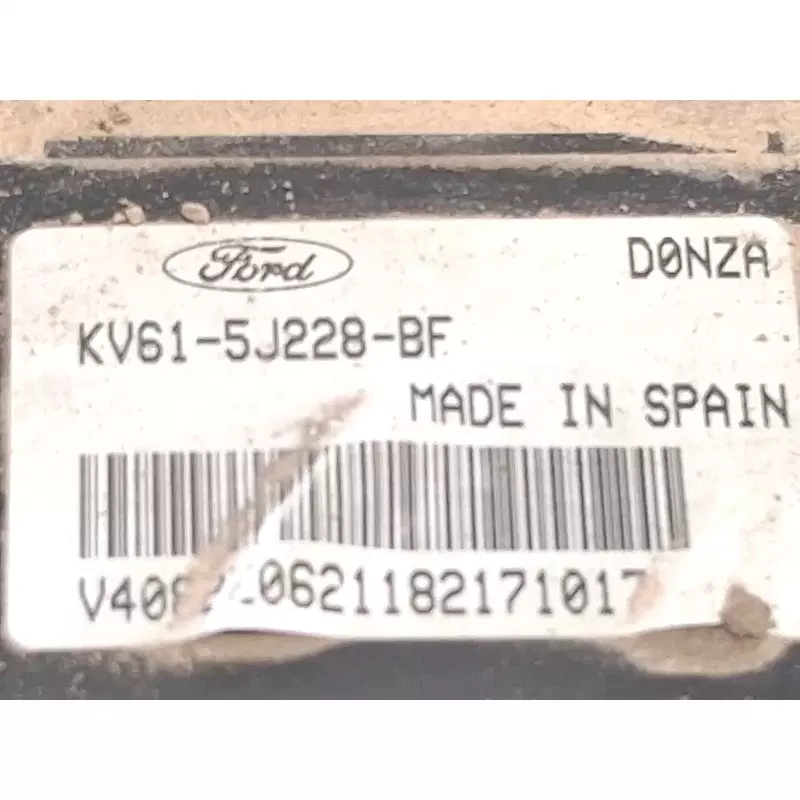 Ford
D0NZA
KV61-5J228-BF
MADE IN SPAIN